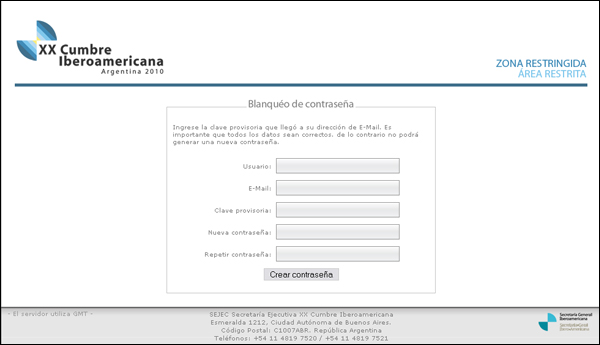 XX Cumbre
Iberoamericana
Argentina 2010
ZONA RESTRINGIDA
ÁREA RESTRITA
Blanquéo de contraseña
Ingrese la clave provisoria que llegó a su dirección de E-Mail. Es
importante que todos los datos sean correctos. de lo contrario no podrá
generar una nueva contraseña.
Usuario:
E-Mail:
Clave provisoria:
Nueva contraseña:
Repetir contraseña:
Crear contraseña
- El servidor utiliza GMT -
SEJEC Secretaría Ejecutiva XX Cumbre Iberoamericana
Esmeralda 1212, Ciudad Autónoma de Buenos Aires.
Código Postal: C1007ABR. República Argentina
Teléfonos: +54 11 4819 7520 / +54 11 4819 7521
Secretaría General
Iberoamericana
Secretaria-Geral
Ibero-Americana